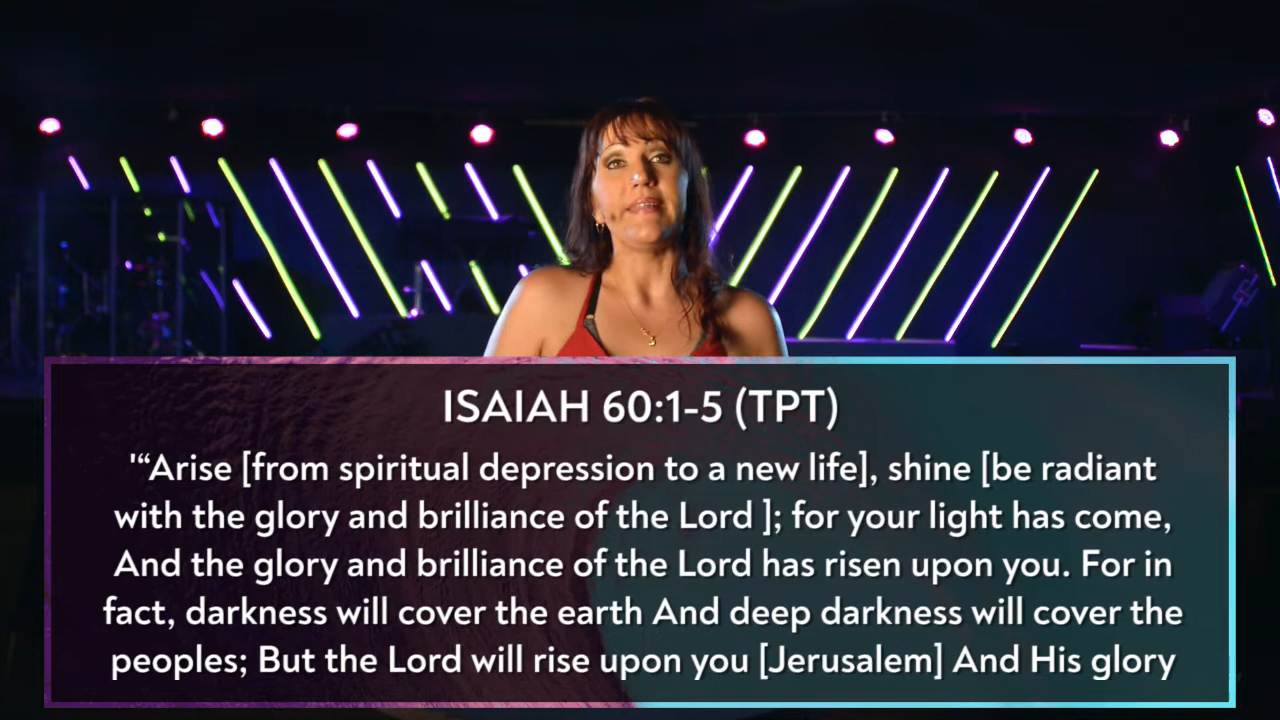 ISAIAH 60:1-5 (TPT)
'“Arise [from spiritual depression to a new life], shine [be radiant
with the glory and brilliance of the Lord ]; for your light has come,
And the glory and brilliance of the Lord has risen upon you. For in
fact, darkness will cover the earth And deep darkness will cover the
peoples; But the Lord will rise upon you [Jerusalem] And His glory